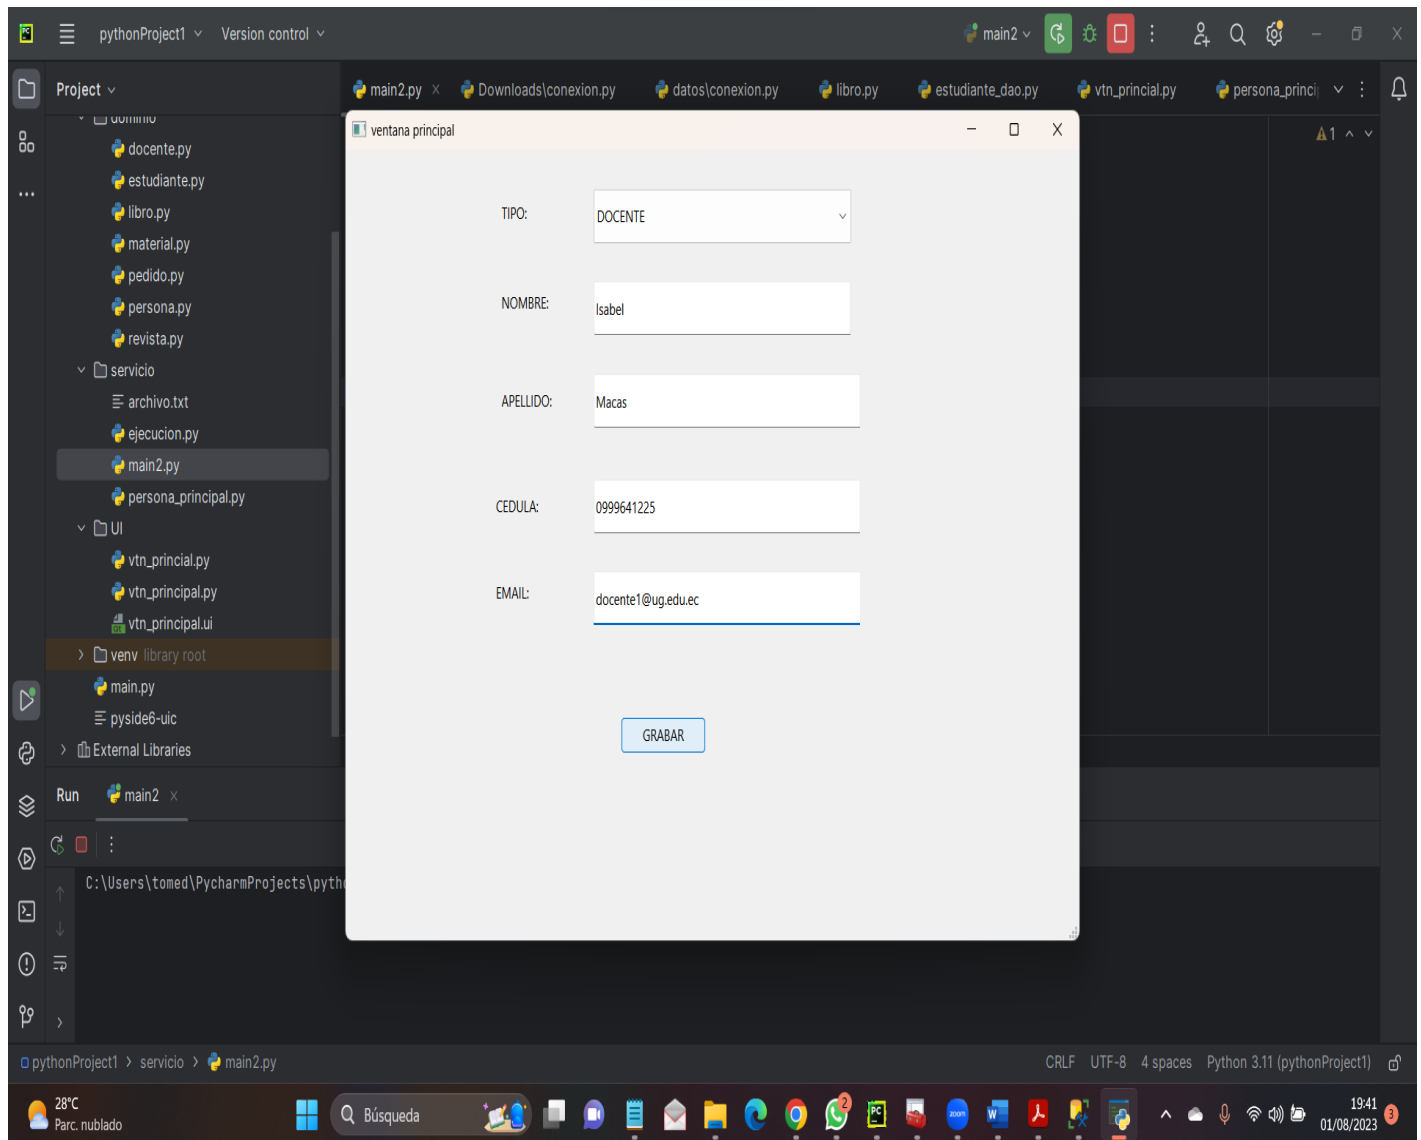 pythonProject1
Version control
main2
Project
main2.py
Downloads\conexion.py
datos\conexion.py
libro.py
estudiante_dao.py
vtn_princial.py
persona_princi
1
dominio
docente.py
estudiante.py
libro.py
material.py
pedido.py
persona.py
revista.py
servicio
archivo.txt
ejecucion.py
main2.py
persona_principal.py
UI
vtn_princial.py
vtn_principal.py
vtn_principal.ui
venv library root
main.py
pyside6-uic
External Libraries
ventana principal
TIPO: DOCENTE
NOMBRE: Isabel
APELLIDO: Macas
CEDULA: 0999641225
EMAIL: docente1@ug.edu.ec
GRABAR
Run
main2
C:\Users\tomed\PycharmProjects\pyth
pythonProject1 > servicio > main2.py
CRLF UTF-8 4 spaces Python 3.11 (pythonProject1)
28°C
Parc. nublado
Búsqueda
2
zoom
19:41
01/08/2023
3